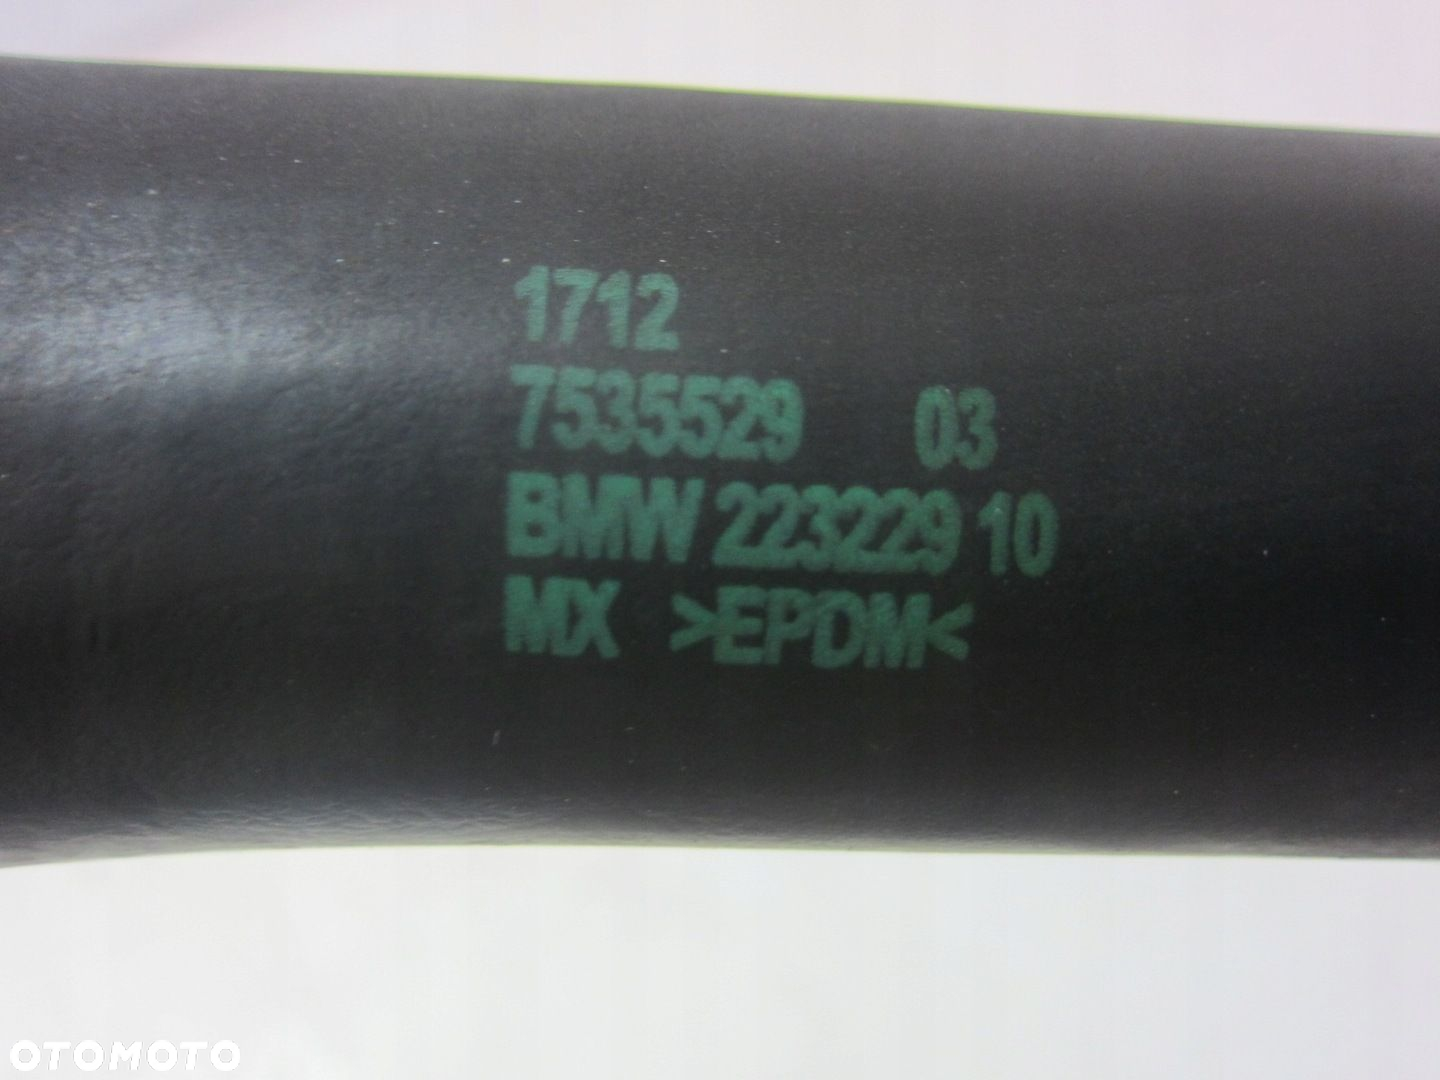 1712
7535529 03
BMW 223229 10
MX >EPDM<
OTOMOTO